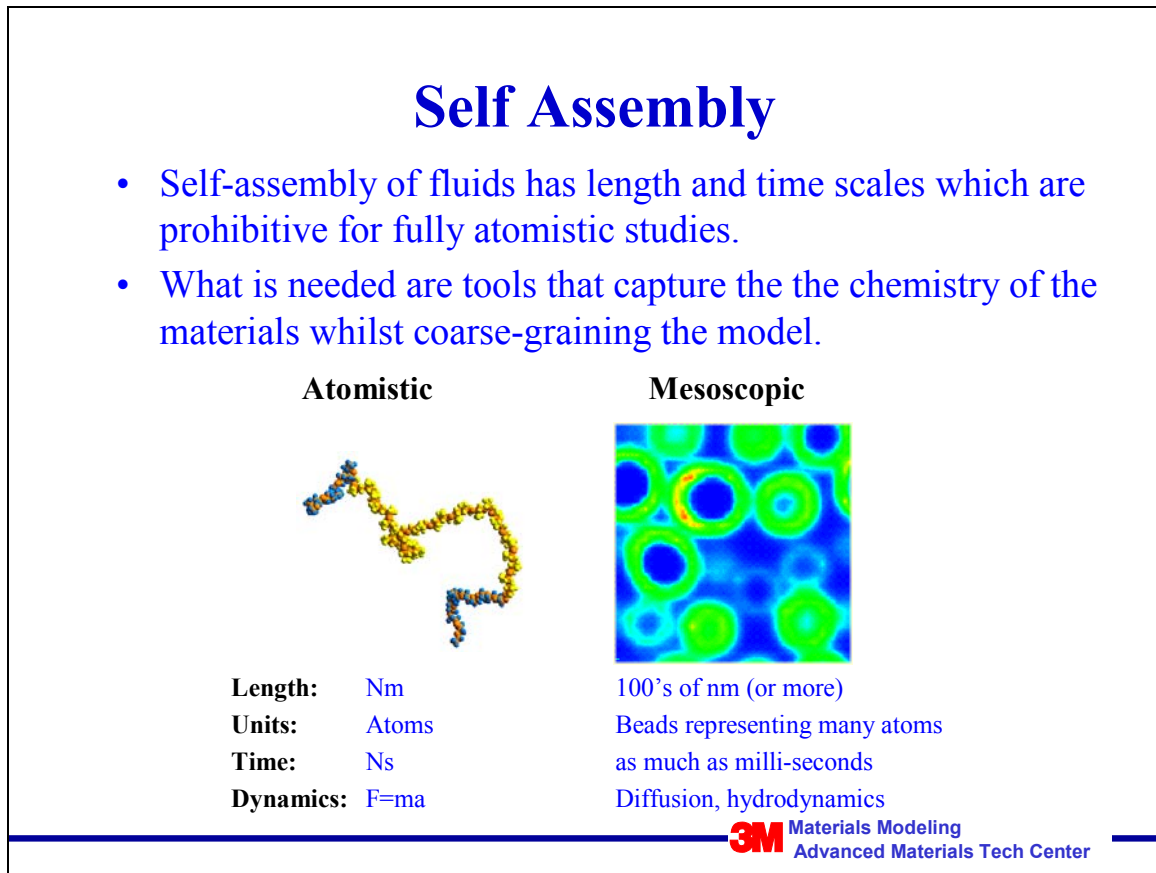 Self Assembly
• Self-assembly of fluids has length and time scales which are
prohibitive for fully atomistic studies.
• What is needed are tools that capture the the chemistry of the
materials whilst coarse-graining the model.
Atomistic Mesoscopic
Length: Nm 100's of nm (or more)
Units: Atoms Beads representing many atoms
Time: Ns as much as milli-seconds
Dynamics: F=ma Diffusion, hydrodynamics
3M Materials Modeling
Advanced Materials Tech Center